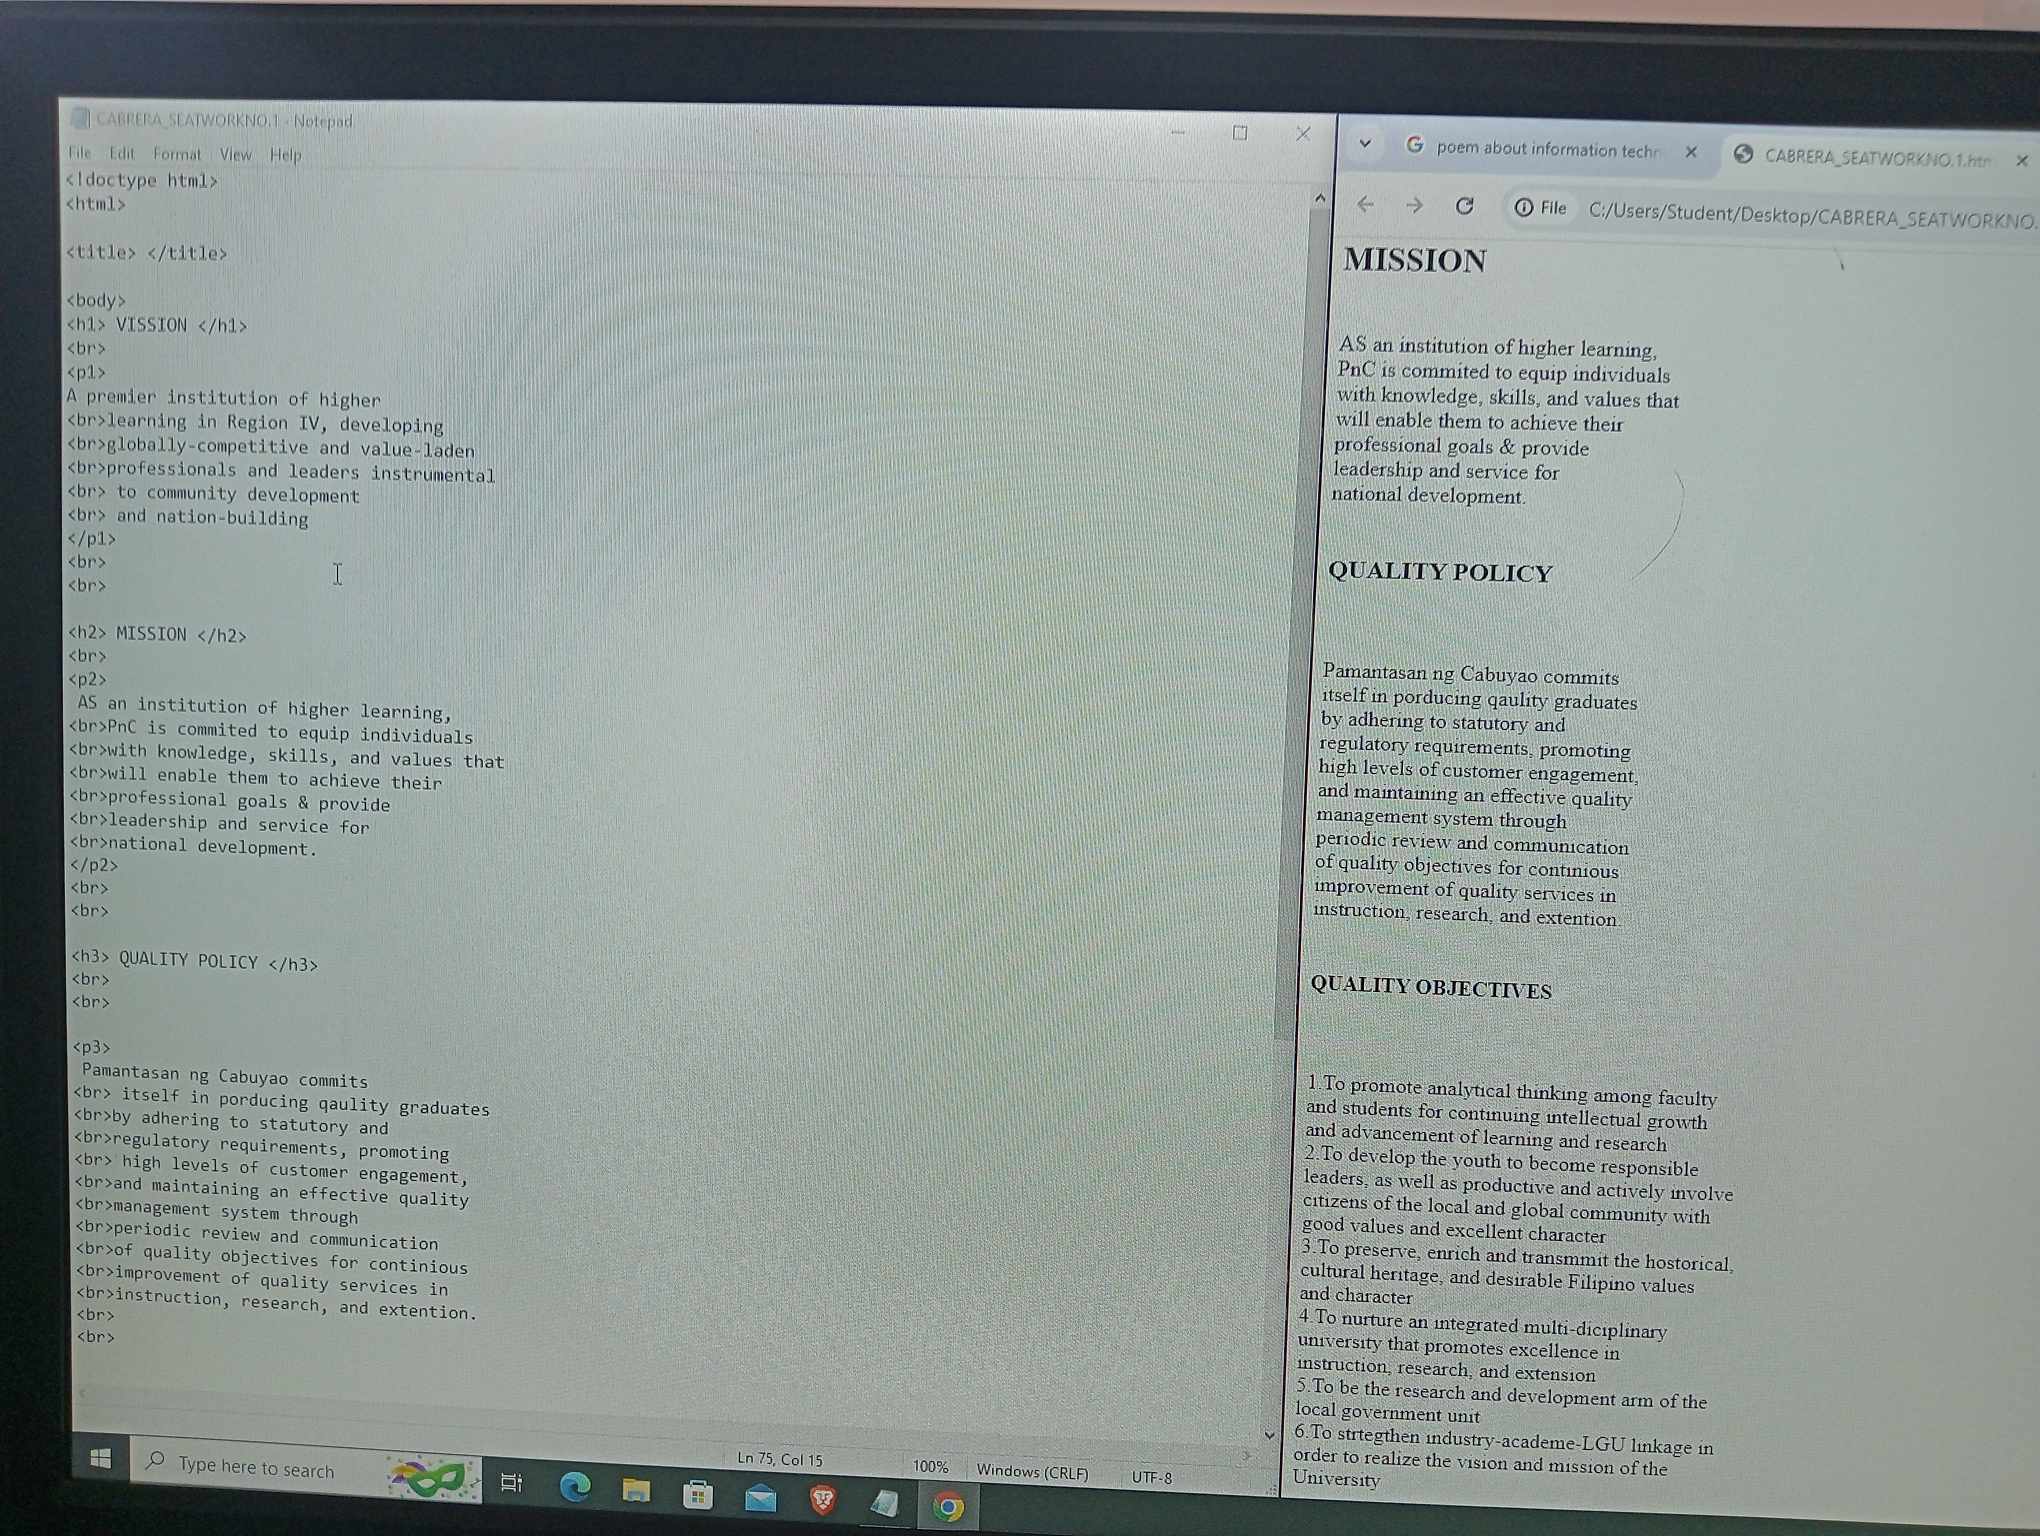 CABRERA_SEATWORKNO.1 - Notepad
File Edit Format View Help
<!doctype html>
<html>
<title> </title>
<body>
<h1> VISSION </h1>
<br>
<p1>
A premier institution of higher
<br>learning in Region IV, developing
<br>globally-competitive and value-laden
<br>professionals and leaders instrumental
<br> to community development
<br> and nation-building
</p1>
<br>
<br>
<h2> MISSION </h2>
<br>
<p2>
AS an institution of higher learning,
<br>PnC is commited to equip individuals
<br>with knowledge, skills, and values that
<br>will enable them to achieve their
<br>professional goals & provide
<br>leadership and service for
<br>national development.
</p2>
<br>
<br>
<h3> QUALITY POLICY </h3>
<br>
<br>
<p3>
Pamantasan ng Cabuyao commits
<br> itself in porducing qaulity graduates
<br>by adhering to statutory and
<br>regulatory requirements, promoting
<br> high levels of customer engagement,
<br>and maintaining an effective quality
<br>management system through
<br>periodic review and communication
<br>of quality objectives for continious
<br>improvement of quality services in
<br>instruction, research, and extention.
<br>
<br>
Ln 75, Col 15 100% Windows (CRLF) UTF-8
Type here to search
poem about information techn
CABRERA_SEATWORKNO.1.htm
File C:/Users/Student/Desktop/CABRERA_SEATWORKNO.
MISSION
AS an institution of higher learning,
PnC is commited to equip individuals
with knowledge, skills, and values that
will enable them to achieve their
professional goals & provide
leadership and service for
national development.
QUALITY POLICY
Pamantasan ng Cabuyao commits
itself in porducing qaulity graduates
by adhering to statutory and
regulatory requirements, promoting
high levels of customer engagement,
and maintaining an effective quality
management system through
periodic review and communication
of quality objectives for continious
improvement of quality services in
instruction, research, and extention.
QUALITY OBJECTIVES
1.To promote analytical thinking among faculty
and students for continuing intellectual growth
and advancement of learning and research
2.To develop the youth to become responsible
leaders, as well as productive and actively involve
citizens of the local and global community with
good values and excellent character
3.To preserve, enrich and transmmit the hostorical,
cultural heritage, and desirable Filipino values
and character
4.To nurture an integrated multi-diciplinary
university that promotes excellence in
instruction, research, and extension
5.To be the research and development arm of the
local government unit
6.To strtegthen industry-academe-LGU linkage in
order to realize the vision and mission of the
University